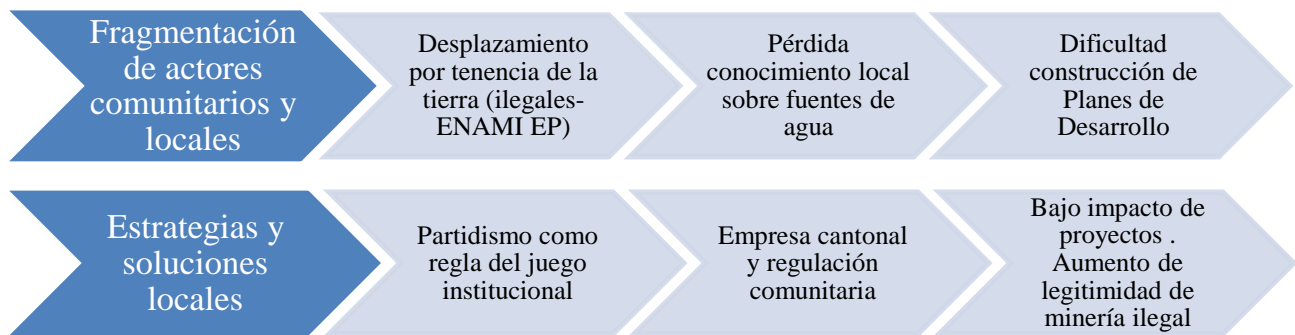 Fragmentación
de actores
comunitarios y
locales
Desplazamiento
por tenencia de la
tierra (ilegales-
ENAMI EP)
Pérdida
conocimiento local
sobre fuentes de
agua
Dificultad
construcción de
Planes de
Desarrollo
Estrategias y
soluciones
locales
Partidismo como
regla del juego
institucional
Empresa cantonal
y regulación
comunitaria
Bajo impacto de
proyectos .
Aumento de
legitimidad de
minería ilegal